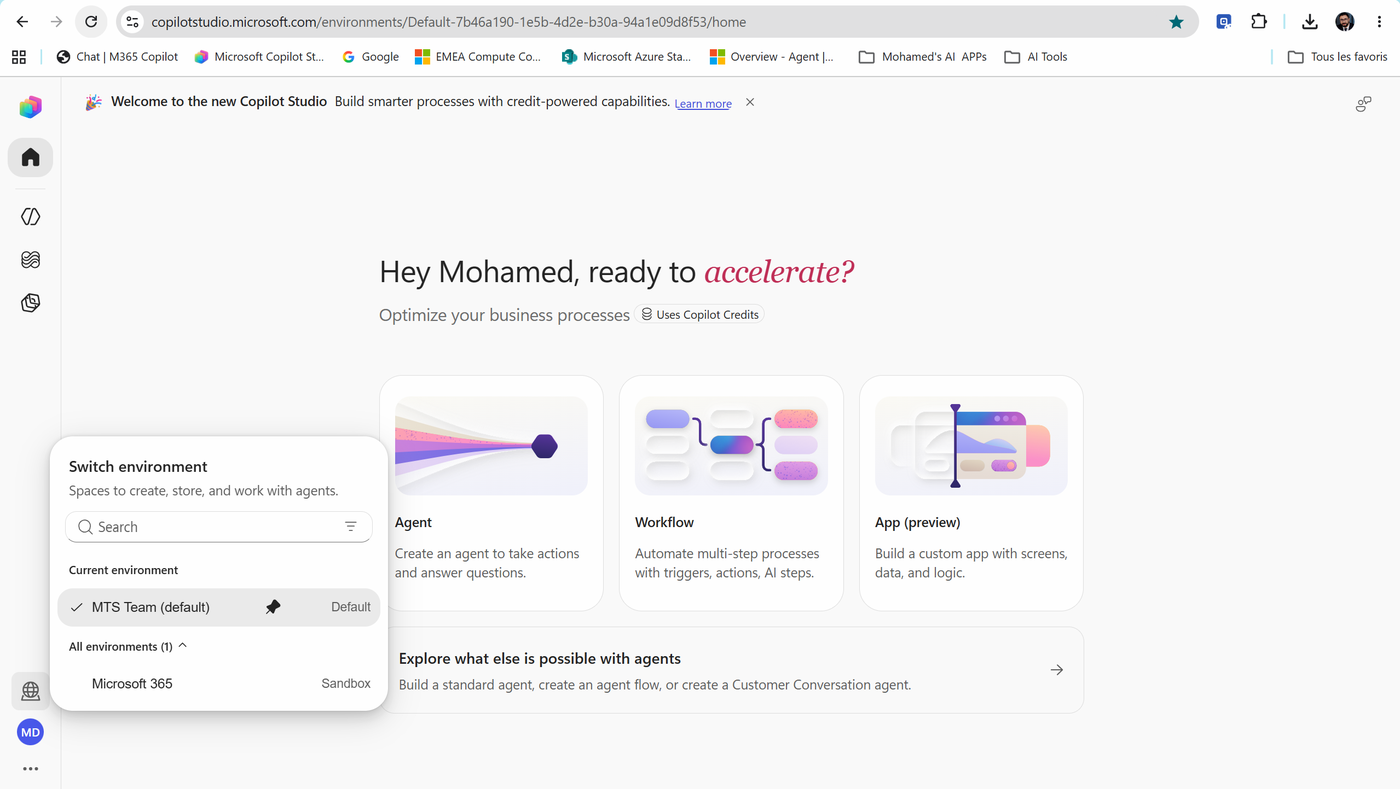 copilotstudio.microsoft.com/environments/Default-7b46a190-1e5b-4d2e-b30a-94a1e09d8f53/home
Chat | M365 Copilot
Microsoft Copilot St...
Google
EMEA Compute Co...
Microsoft Azure Sta...
Overview - Agent |...
Mohamed's AI APPs
AI Tools
Tous les favoris
Welcome to the new Copilot Studio Build smarter processes with credit-powered capabilities. Learn more
Hey Mohamed, ready to accelerate?
Optimize your business processes Uses Copilot Credits
Agent
Create an agent to take actions
and answer questions.
Workflow
Automate multi-step processes
with triggers, actions, AI steps.
App (preview)
Build a custom app with screens,
data, and logic.
Explore what else is possible with agents
Build a standard agent, create an agent flow, or create a Customer Conversation agent.
Switch environment
Spaces to create, store, and work with agents.
Search
Current environment
MTS Team (default) Default
All environments (1)
Microsoft 365 Sandbox
MD